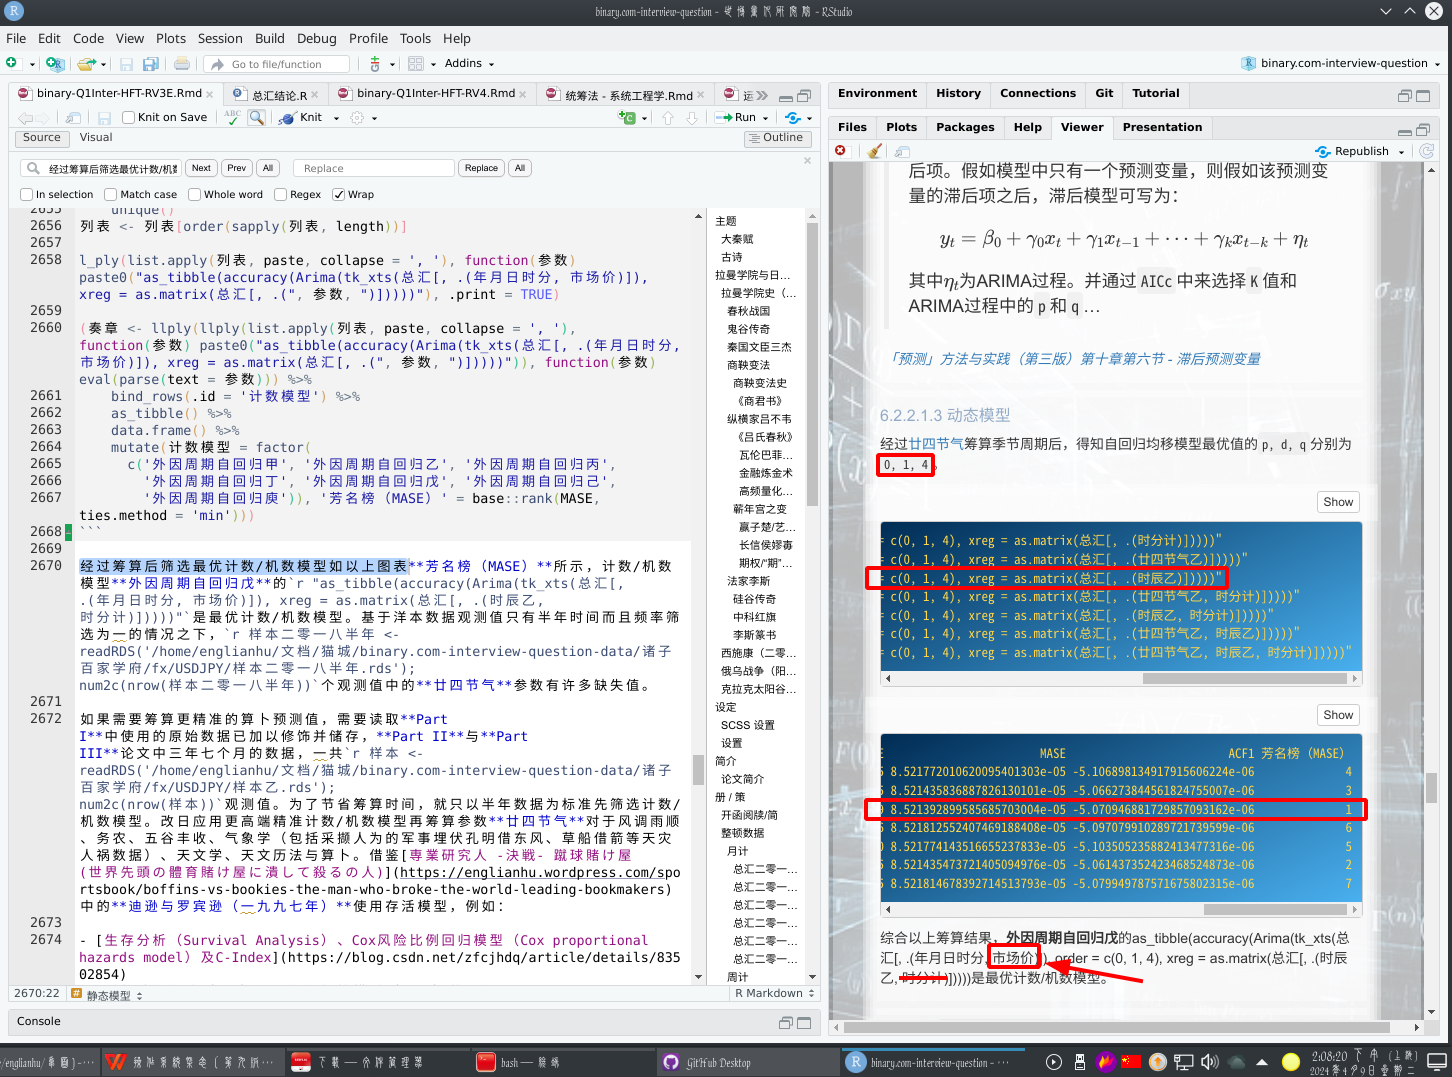 binary.com-interview-question - - RStudio
File Edit Code View Plots Session Build Debug Profile Tools Help
Go to file/function Addins binary.com-interview-question
binary-Q1Inter-HFT-RV3E.Rmd 总汇结论.R binary-Q1Inter-HFT-RV4.Rmd 统筹法 - 系统工程学.Rmd
Knit on Save Knit Run
Source Visual Outline
经过筹算后筛选最优计数/机数 Next Prev All Replace Replace All
In selection Match case Whole word Regex Wrap
2655 unique()
2656 列表 <- 列表[order(sapply(列表, length))]
2657
2658 l_ply(list.apply(列表, paste, collapse = ', '), function(参数)
paste0("as_tibble(accuracy(Arima(tk_xts(总汇[, .(年月日时分, 市场价)]),
xreg = as.matrix(总汇[, .(", 参数, ")]))))"), .print = TRUE)
2659
2660 (奏章 <- llply(llply(list.apply(列表, paste, collapse = ', '),
function(参数) paste0("as_tibble(accuracy(Arima(tk_xts(总汇[, .(年月日时分,
市场价)]), xreg = as.matrix(总汇[, .(", 参数, ")]))))")), function(参数)
eval(parse(text = 参数))) %>%
2661 bind_rows(.id = '计数模型') %>%
2662 as_tibble() %>%
2663 data.frame() %>%
2664 mutate(计数模型 = factor(
2665 c('外因周期自回归甲', '外因周期自回归乙', '外因周期自回归丙',
2666 '外因周期自回归丁', '外因周期自回归戊', '外因周期自回归己',
2667 '外因周期自回归庚')), '芳名榜（MASE）' = base::rank(MASE,
ties.method = 'min')))
2668 ```
2669
2670 经过筹算后筛选最优计数/机数模型如以上图表**芳名榜（MASE）**所示，计数/机数
模型**外因周期自回归戊**的`r "as_tibble(accuracy(Arima(tk_xts(总汇[,
.(年月日时分, 市场价)]), xreg = as.matrix(总汇[, .(时辰乙,
时分计)]))))"`是最优计数/机数模型。基于洋本数据观测值只有半年时间而且频率筛
选为一的情况之下，`r 样本二零一八半年 <-
readRDS('/home/englianhu/文档/猫城/binary.com-interview-question-data/诸子
百家学府/fx/USDJPY/样本二零一八半年.rds');
num2c(nrow(样本二零一八半年))`个观测值中的**廿四节气**参数有许多缺失值。
2671
2672 如果需要筹算更精准的算卜预测值，需要读取**Part
I**中使用的原始数据已加以修饰并储存，**Part II**与**Part
III**论文中三年七个月的数据，一共`r 样本 <-
readRDS('/home/englianhu/文档/猫城/binary.com-interview-question-data/诸子
百家学府/fx/USDJPY/样本乙.rds');
num2c(nrow(样本))`观测值。为了节省筹算时间，就只以半年数据为标准先筛选计数/
机数模型。改日应用更高端精准计数/机数模型再筹算参数**廿四节气**对于风调雨顺
、务农、五谷丰收、气象学（包括采撷人为的军事埋伏孔明借东风、草船借箭等天灾
人祸数据）、天文学、天文历法与算卜。借鉴[専業研究人 -決戦- 蹴球賭け屋
(世界先頭の體育賭け屋に潰して殺るの人)](https://englianhu.wordpress.com/spo
rtsbook/boffins-vs-bookies-the-man-who-broke-the-world-leading-bookmakers)
中的**迪逊与罗宾逊（一九九七年）**使用存活模型，例如：
2673
2674 - [生存分析（Survival Analysis）、Cox风险比例回归模型（Cox proportional
hazards model）及C-Index](https://blog.csdn.net/zfcjhdq/article/details/835
02854)
2670:22 静态模型 R Markdown
Console
主题
大秦赋
古诗
拉曼学院与日...
拉曼学院史（...
春秋战国
鬼谷传奇
秦国文臣三杰
商鞅变法
商鞅变法史
《商君书》
纵横家吕不韦
《吕氏春秋》
瓦伦巴菲...
金融炼金术
高频量化...
蕲年宫之变
嬴子楚/艺...
长信侯嫪毐
期权/“期”...
法家李斯
硅谷传奇
中科红旗
李斯篆书
西施康（二零...
俄乌战争（阳...
克拉克太阳谷...
设定
SCSS 设置
设置
简介
论文简介
册 / 策
开函阅牍/简
整顿数据
月计
总汇二零一...
总汇二零一...
总汇二零一...
总汇二零一...
总汇二零一...
总汇二零一...
周计
Environment History Connections Git Tutorial
Files Plots Packages Help Viewer Presentation
Republish
后项。假如模型中只有一个预测变量，则假如该预测变
量的滞后项之后，滞后模型可写为：
y_t = β_0 + γ_0x_t + γ_1x_{t−1} + ⋯ + γ_kx_{t−k} + η_t
其中η_t为ARIMA过程。并通过 AICc 中来选择 K 值和
ARIMA过程中的 p 和 q …
「预测」方法与实践（第三版）第十章第六节 - 滞后预测变量
6.2.2.1.3 动态模型
经过廿四节气筹算季节周期后，得知自回归均移模型最优值的 p, d, q 分别为
0, 1, 4 。
Show
= c(0, 1, 4), xreg = as.matrix(总汇[, .(时分计)]))))"
= c(0, 1, 4), xreg = as.matrix(总汇[, .(廿四节气乙)]))))"
= c(0, 1, 4), xreg = as.matrix(总汇[, .(时辰乙)]))))"
= c(0, 1, 4), xreg = as.matrix(总汇[, .(廿四节气乙, 时分计)]))))"
= c(0, 1, 4), xreg = as.matrix(总汇[, .(时辰乙, 时分计)]))))"
= c(0, 1, 4), xreg = as.matrix(总汇[, .(廿四节气乙, 时辰乙)]))))"
= c(0, 1, 4), xreg = as.matrix(总汇[, .(廿四节气乙, 时辰乙, 时分计)]))))"
Show
MASE ACF1 芳名榜（MASE）
8.521772010620095401303e-05 -5.106898134917915606224e-06 4
8.521435836887826130101e-05 -5.066273844561824755007e-06 3
8.521392899585685703004e-05 -5.070946881729857093162e-06 1
8.521812552407469188408e-05 -5.097079910289721739599e-06 6
8.521774143516655237833e-05 -5.103505235882413477316e-06 5
8.521435473721405094976e-05 -5.061437352423468524873e-06 2
8.521814678392714513793e-05 -5.079949787571675802315e-06 7
综合以上筹算结果，外因周期自回归戊的as_tibble(accuracy(Arima(tk_xts(总
汇[, .(年月日时分, 市场价)]), order = c(0, 1, 4), xreg = as.matrix(总汇[, .(时辰
乙, 时分计)]))))是最优计数/机数模型。
bash — GitHub Desktop binary.com-interview-question - ...
2:08:20
2024年4月9日